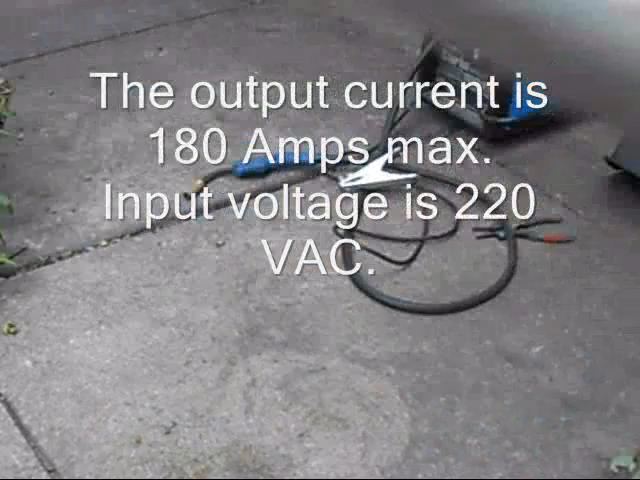 The output current is
180 Amps max.
Input voltage is 220
VAC.